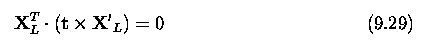 𝐗_L^T · (𝐭 × 𝐗′_L) = 0 (9.29)